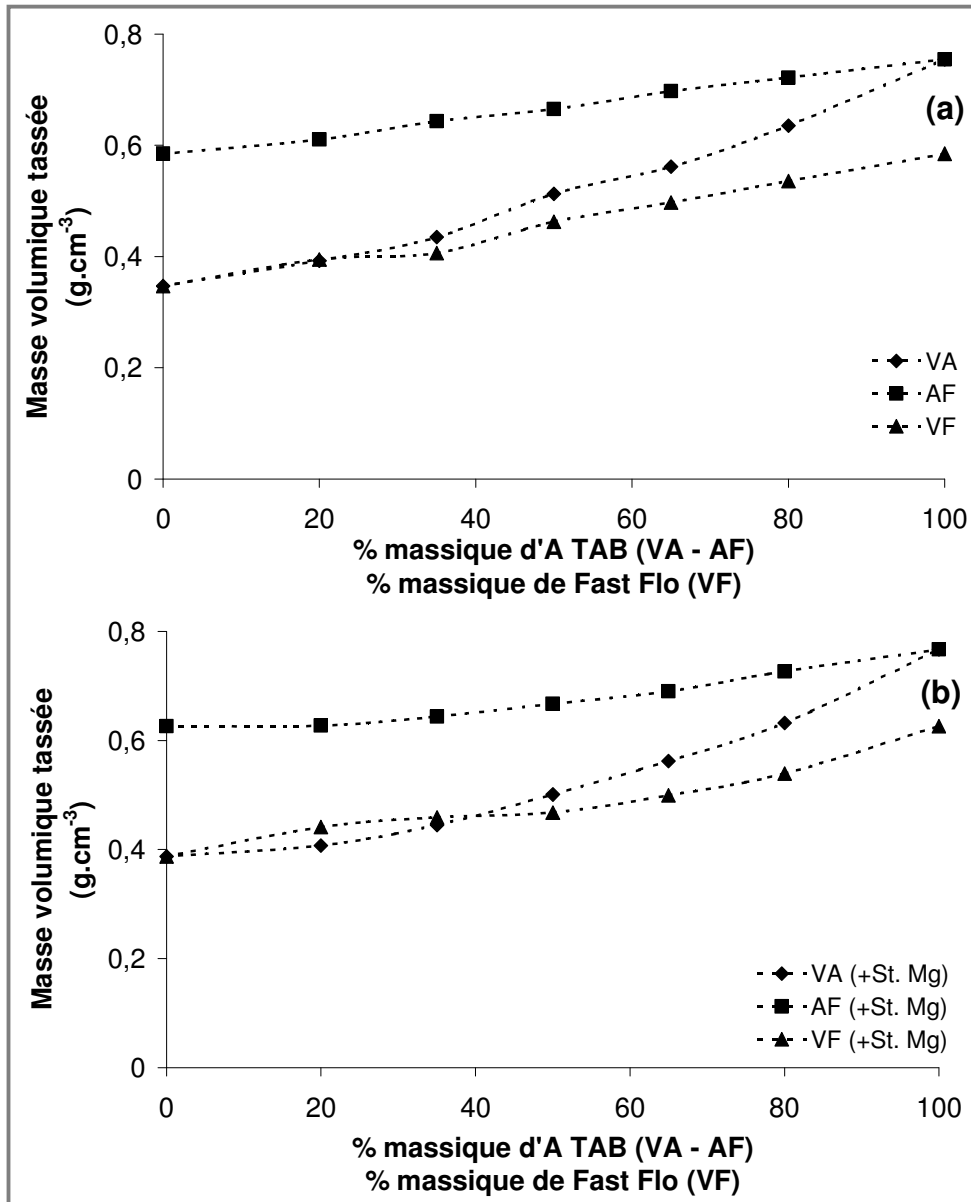 0,8
(a)
0,6
0,4
0,2
0
Masse volumique tassée
(g.cm-3)
VA
AF
VF
0 20 40 60 80 100
% massique d'A TAB (VA - AF)
% massique de Fast Flo (VF)
0,8
(b)
0,6
0,4
0,2
0
Masse volumique tassée
(g.cm-3)
VA (+St. Mg)
AF (+St. Mg)
VF (+St. Mg)
0 20 40 60 80 100
% massique d'A TAB (VA - AF)
% massique de Fast Flo (VF)